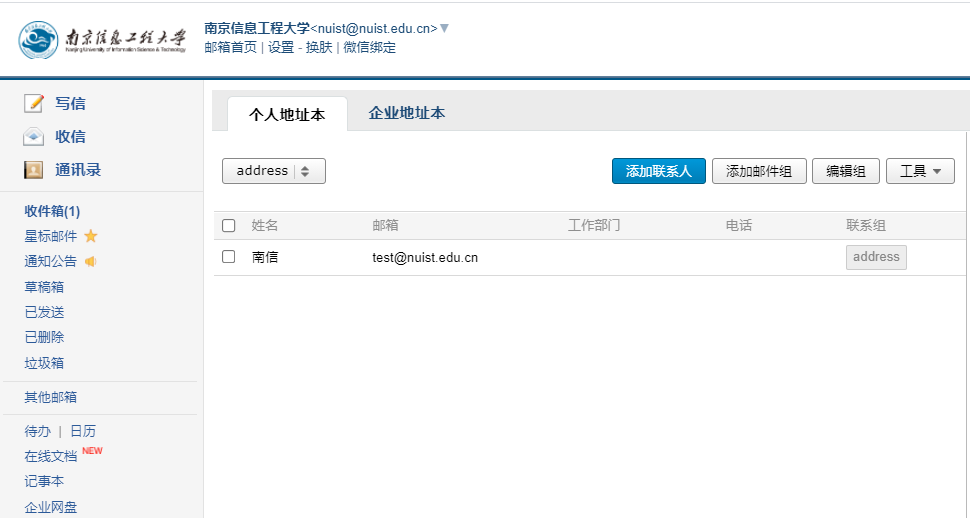 南京信息工程大学
Nanjing University of Information Science & Technology
南京信息工程大学<nuist@nuist.edu.cn>
邮箱首页 | 设置 - 换肤 | 微信绑定
写信
收信
通讯录
收件箱(1)
星标邮件
通知公告
草稿箱
已发送
已删除
垃圾箱
其他邮箱
待办 | 日历
在线文档 NEW
记事本
企业网盘
个人地址本 企业地址本
address 添加联系人 添加邮件组 编辑组 工具
姓名 邮箱 工作部门 电话 联系组
南信 test@nuist.edu.cn address